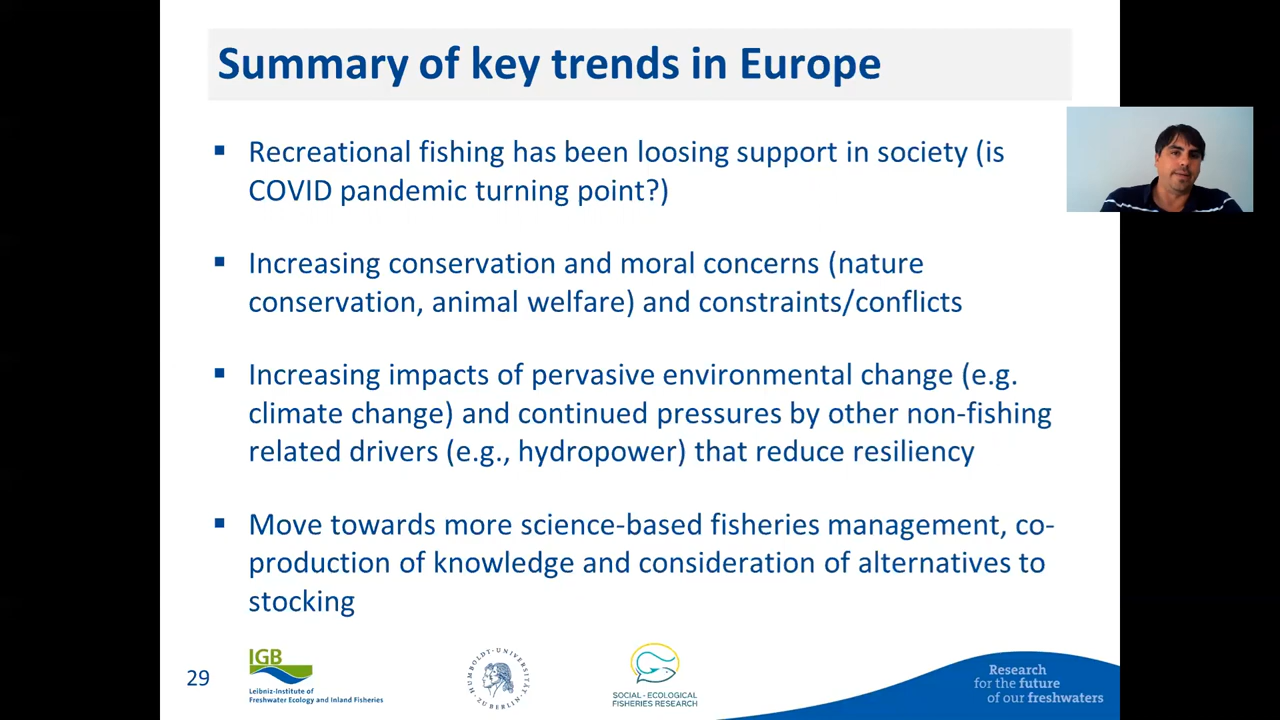 Summary of key trends in Europe
▪ Recreational fishing has been loosing support in society (is
COVID pandemic turning point?)
▪ Increasing conservation and moral concerns (nature
conservation, animal welfare) and constraints/conflicts
▪ Increasing impacts of pervasive environmental change (e.g.
climate change) and continued pressures by other non-fishing
related drivers (e.g., hydropower) that reduce resiliency
▪ Move towards more science-based fisheries management, co-
production of knowledge and consideration of alternatives to
stocking
29
IGB
Leibniz-Institute of
Freshwater Ecology and Inland Fisheries
HUMBOLDT-UNIVERSITÄT
ZU BERLIN
SOCIAL-ECOLOGICAL
FISHERIES RESEARCH
Research
for the future
of our freshwaters